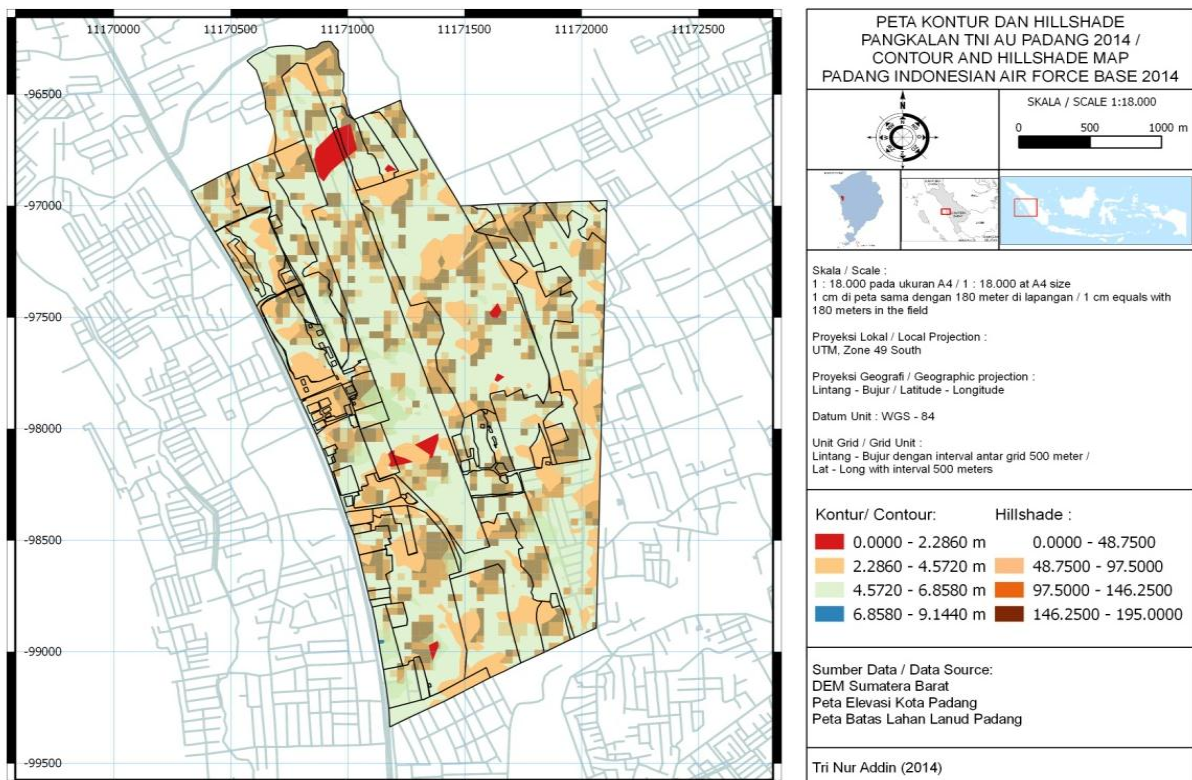 11170000 11170500 11171000 11171500 11172000 11172500
-96500
-97000
-97500
-98000
-98500
-99000
-99500
PETA KONTUR DAN HILLSHADE
PANGKALAN TNI AU PADANG 2014 /
CONTOUR AND HILLSHADE MAP
PADANG INDONESIAN AIR FORCE BASE 2014
N
SKALA / SCALE 1:18.000
0 500 1000 m
Skala / Scale :
1 : 18.000 pada ukuran A4 / 1 : 18.000 at A4 size
1 cm di peta sama dengan 180 meter di lapangan / 1 cm equals with
180 meters in the field
Proyeksi Lokal / Local Projection :
UTM, Zone 49 South
Proyeksi Geografi / Geographic projection :
Lintang - Bujur / Latitude - Longitude
Datum Unit : WGS - 84
Unit Grid / Grid Unit :
Lintang - Bujur dengan interval antar grid 500 meter /
Lat - Long with interval 500 meters
Kontur/ Contour: Hillshade :
0.0000 - 2.2860 m 0.0000 - 48.7500
2.2860 - 4.5720 m 48.7500 - 97.5000
4.5720 - 6.8580 m 97.5000 - 146.2500
6.8580 - 9.1440 m 146.2500 - 195.0000
Sumber Data / Data Source:
DEM Sumatera Barat
Peta Elevasi Kota Padang
Peta Batas Lahan Lanud Padang
Tri Nur Addin (2014)